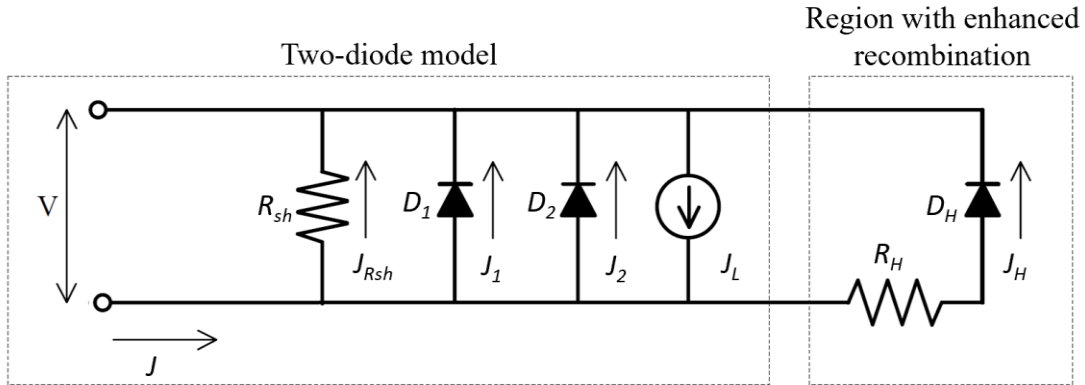 Region with enhanced
recombination
Two-diode model
V
R_sh
J_Rsh
D_1
J_1
D_2
J_2
J_L
R_H
D_H
J_H
J